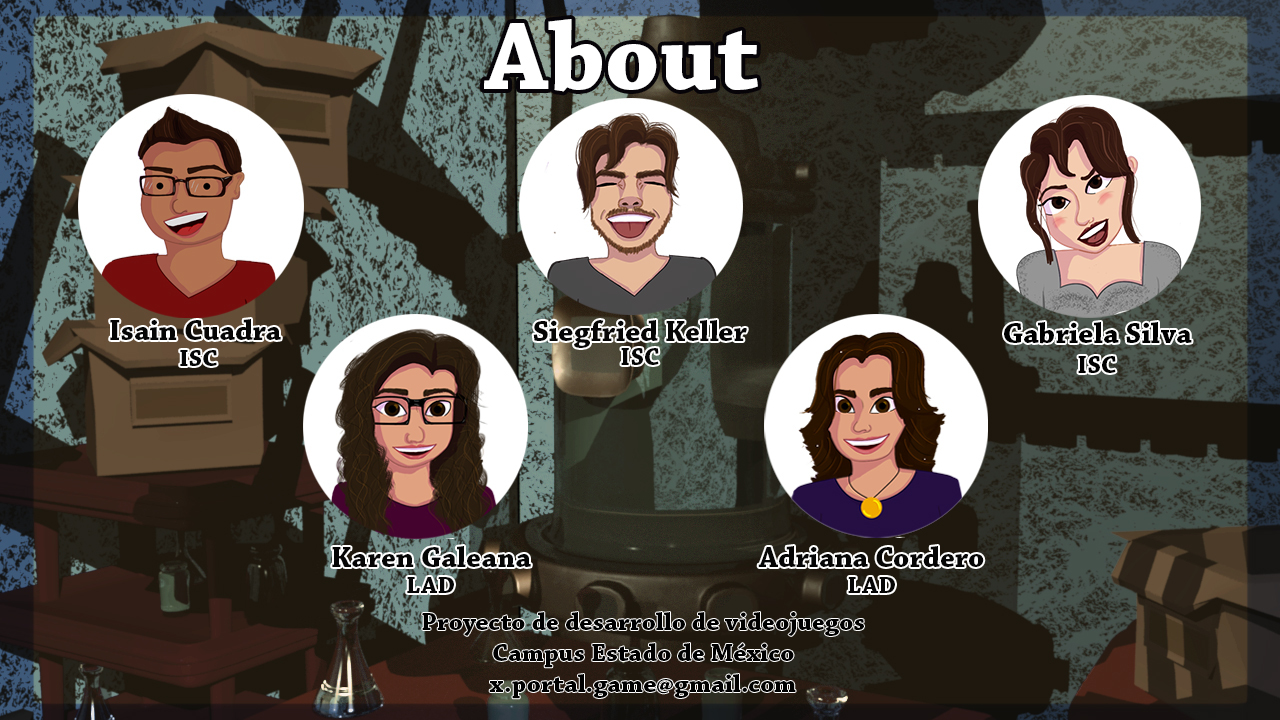 About
Isain Cuadra
ISC
Siegfried Keller
ISC
Gabriela Silva
ISC
Karen Galeana
LAD
Adriana Cordero
LAD
Proyecto de desarrollo de videojuegos
Campus Estado de México
x.portal.game@gmail.com